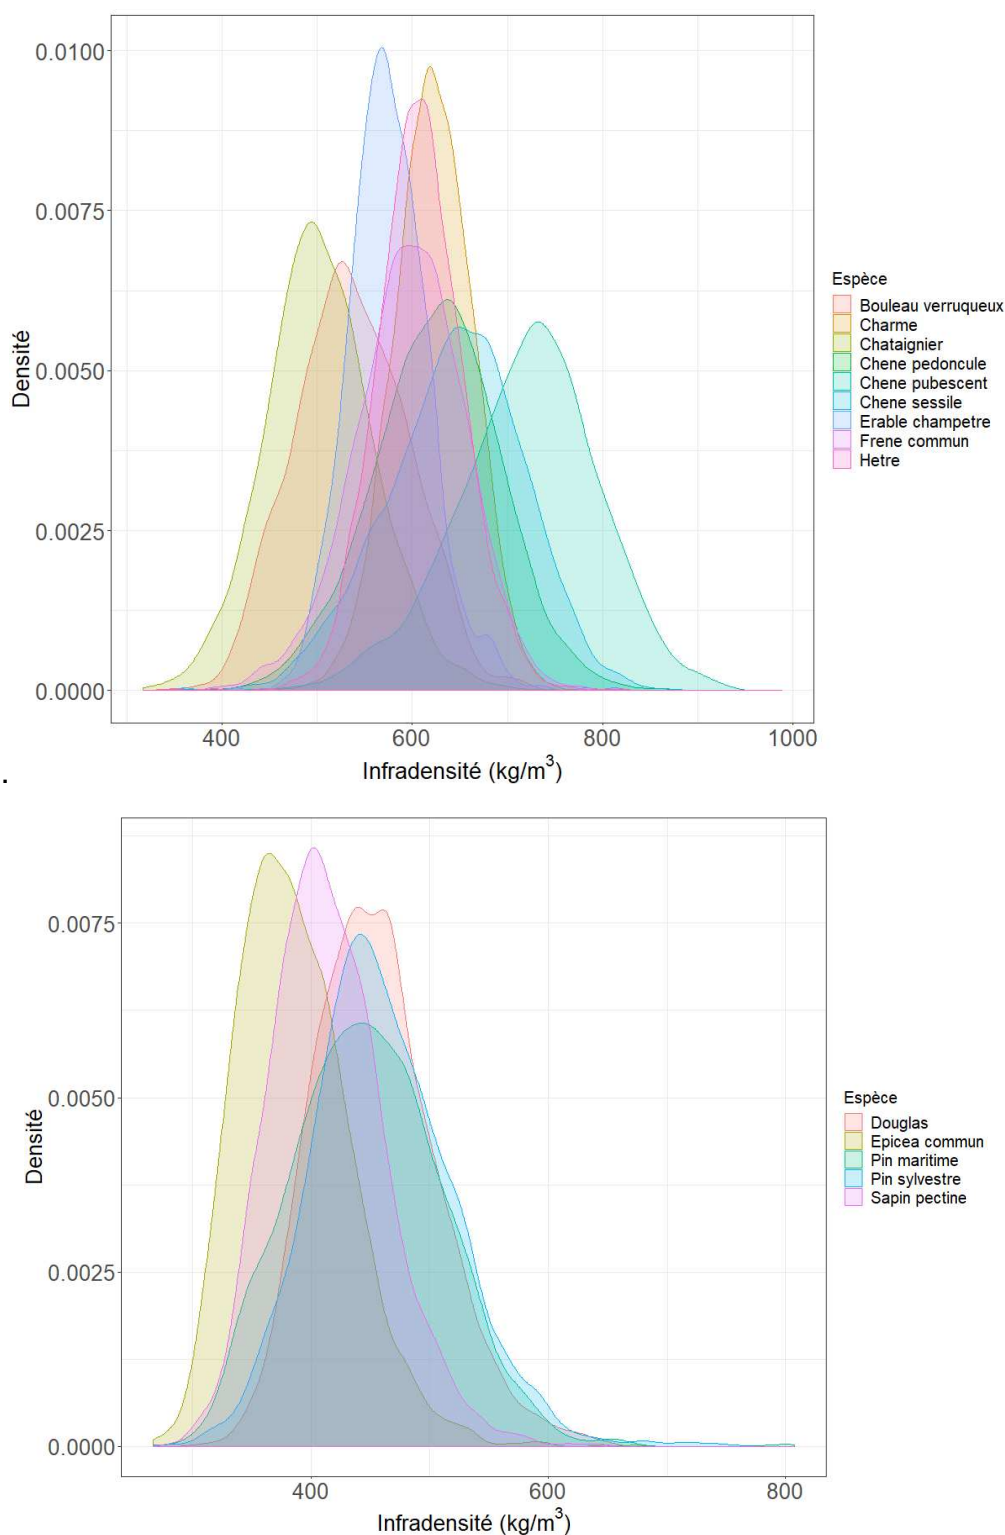 0.0100
0.0075
0.0050
0.0025
0.0000
Densité
400 600 800 1000
Infradensité (kg/m³)
Espèce
Bouleau verruqueux
Charme
Chataignier
Chene pedoncule
Chene pubescent
Chene sessile
Erable champetre
Frene commun
Hetre
.
0.0075
0.0050
0.0025
0.0000
Densité
400 600 800
Infradensité (kg/m³)
Espèce
Douglas
Epicea commun
Pin maritime
Pin sylvestre
Sapin pectine